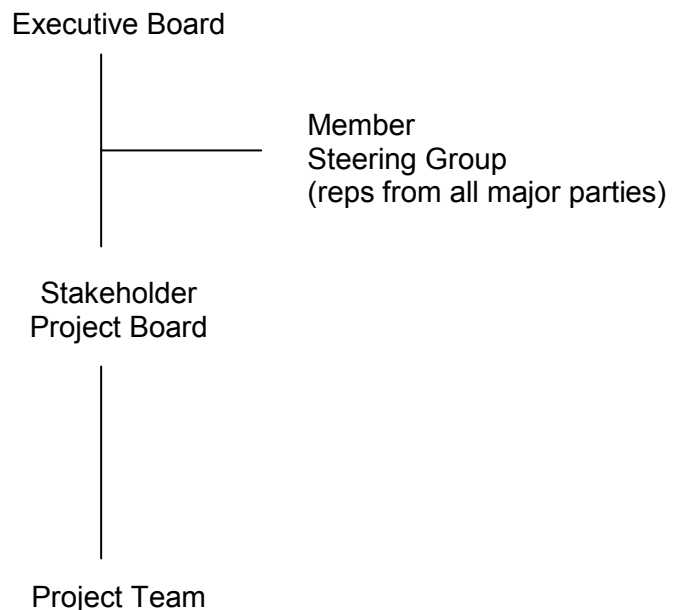 Executive Board
Member
Steering Group
(reps from all major parties)
Stakeholder
Project Board
Project Team